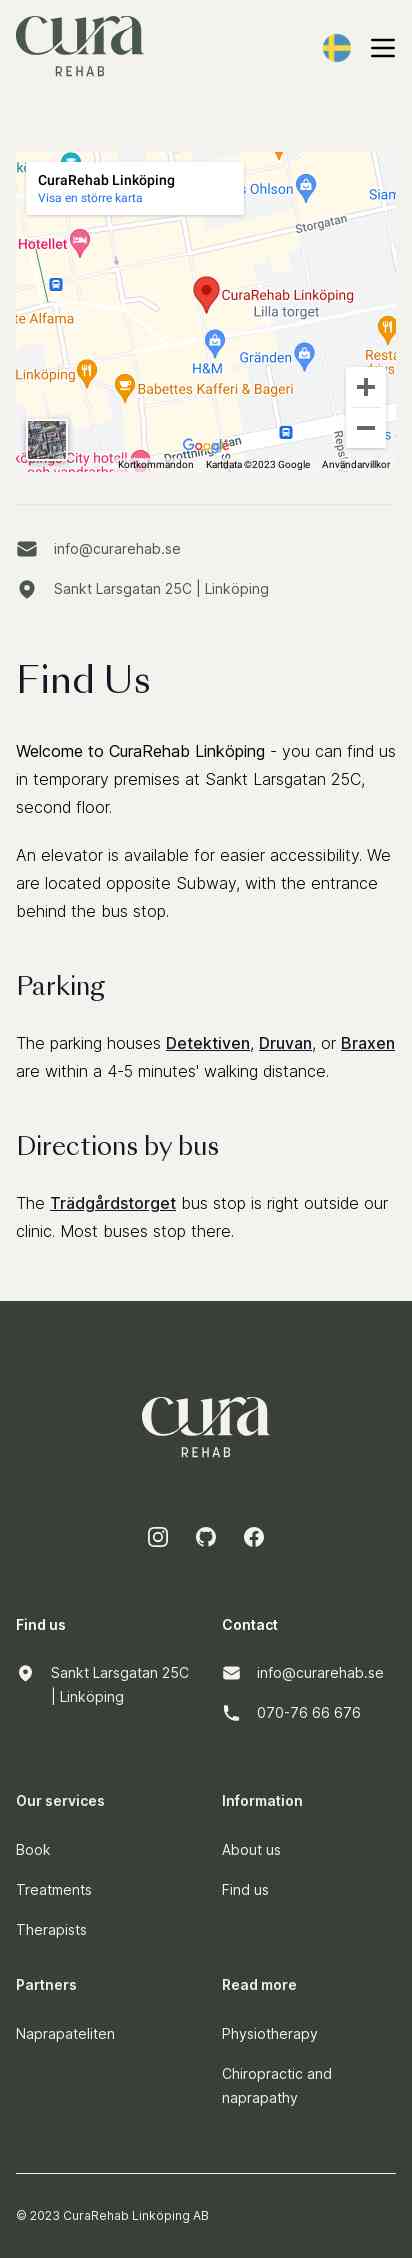 cura
REHAB
CuraRehab Linköping
Visa en större karta
s Ohlson
Siam
Storgatan
Hotellet
CuraRehab Linköping
Lilla torget
te Alfama
H&M
Gränden
Resta
Linköping
Babettes Kafferi & Bageri
Google
Drottninggatan
City hotell
och vandrarhe
Kortkommandon Kartdata ©2023 Google Användarvillkor
info@curarehab.se
Sankt Larsgatan 25C | Linköping
Find Us
Welcome to CuraRehab Linköping - you can find us
in temporary premises at Sankt Larsgatan 25C,
second floor.
An elevator is available for easier accessibility. We
are located opposite Subway, with the entrance
behind the bus stop.
Parking
The parking houses Detektiven, Druvan, or Braxen
are within a 4-5 minutes' walking distance.
Directions by bus
The Trädgårdstorget bus stop is right outside our
clinic. Most buses stop there.
cura
REHAB
Find us
Sankt Larsgatan 25C
| Linköping
Contact
info@curarehab.se
070-76 66 676
Our services
Book
Treatments
Therapists
Information
About us
Find us
Partners
Naprapateliten
Read more
Physiotherapy
Chiropractic and
naprapathy
© 2023 CuraRehab Linköping AB